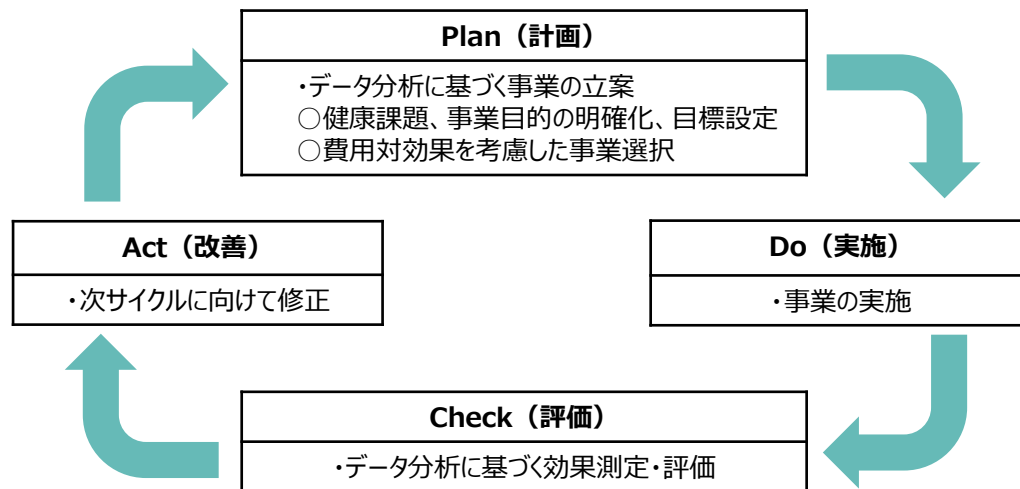 Plan（計画）
・データ分析に基づく事業の立案
○健康課題、事業目的の明確化、目標設定
○費用対効果を考慮した事業選択
Do（実施）
・事業の実施
Check（評価）
・データ分析に基づく効果測定・評価
Act（改善）
・次サイクルに向けて修正